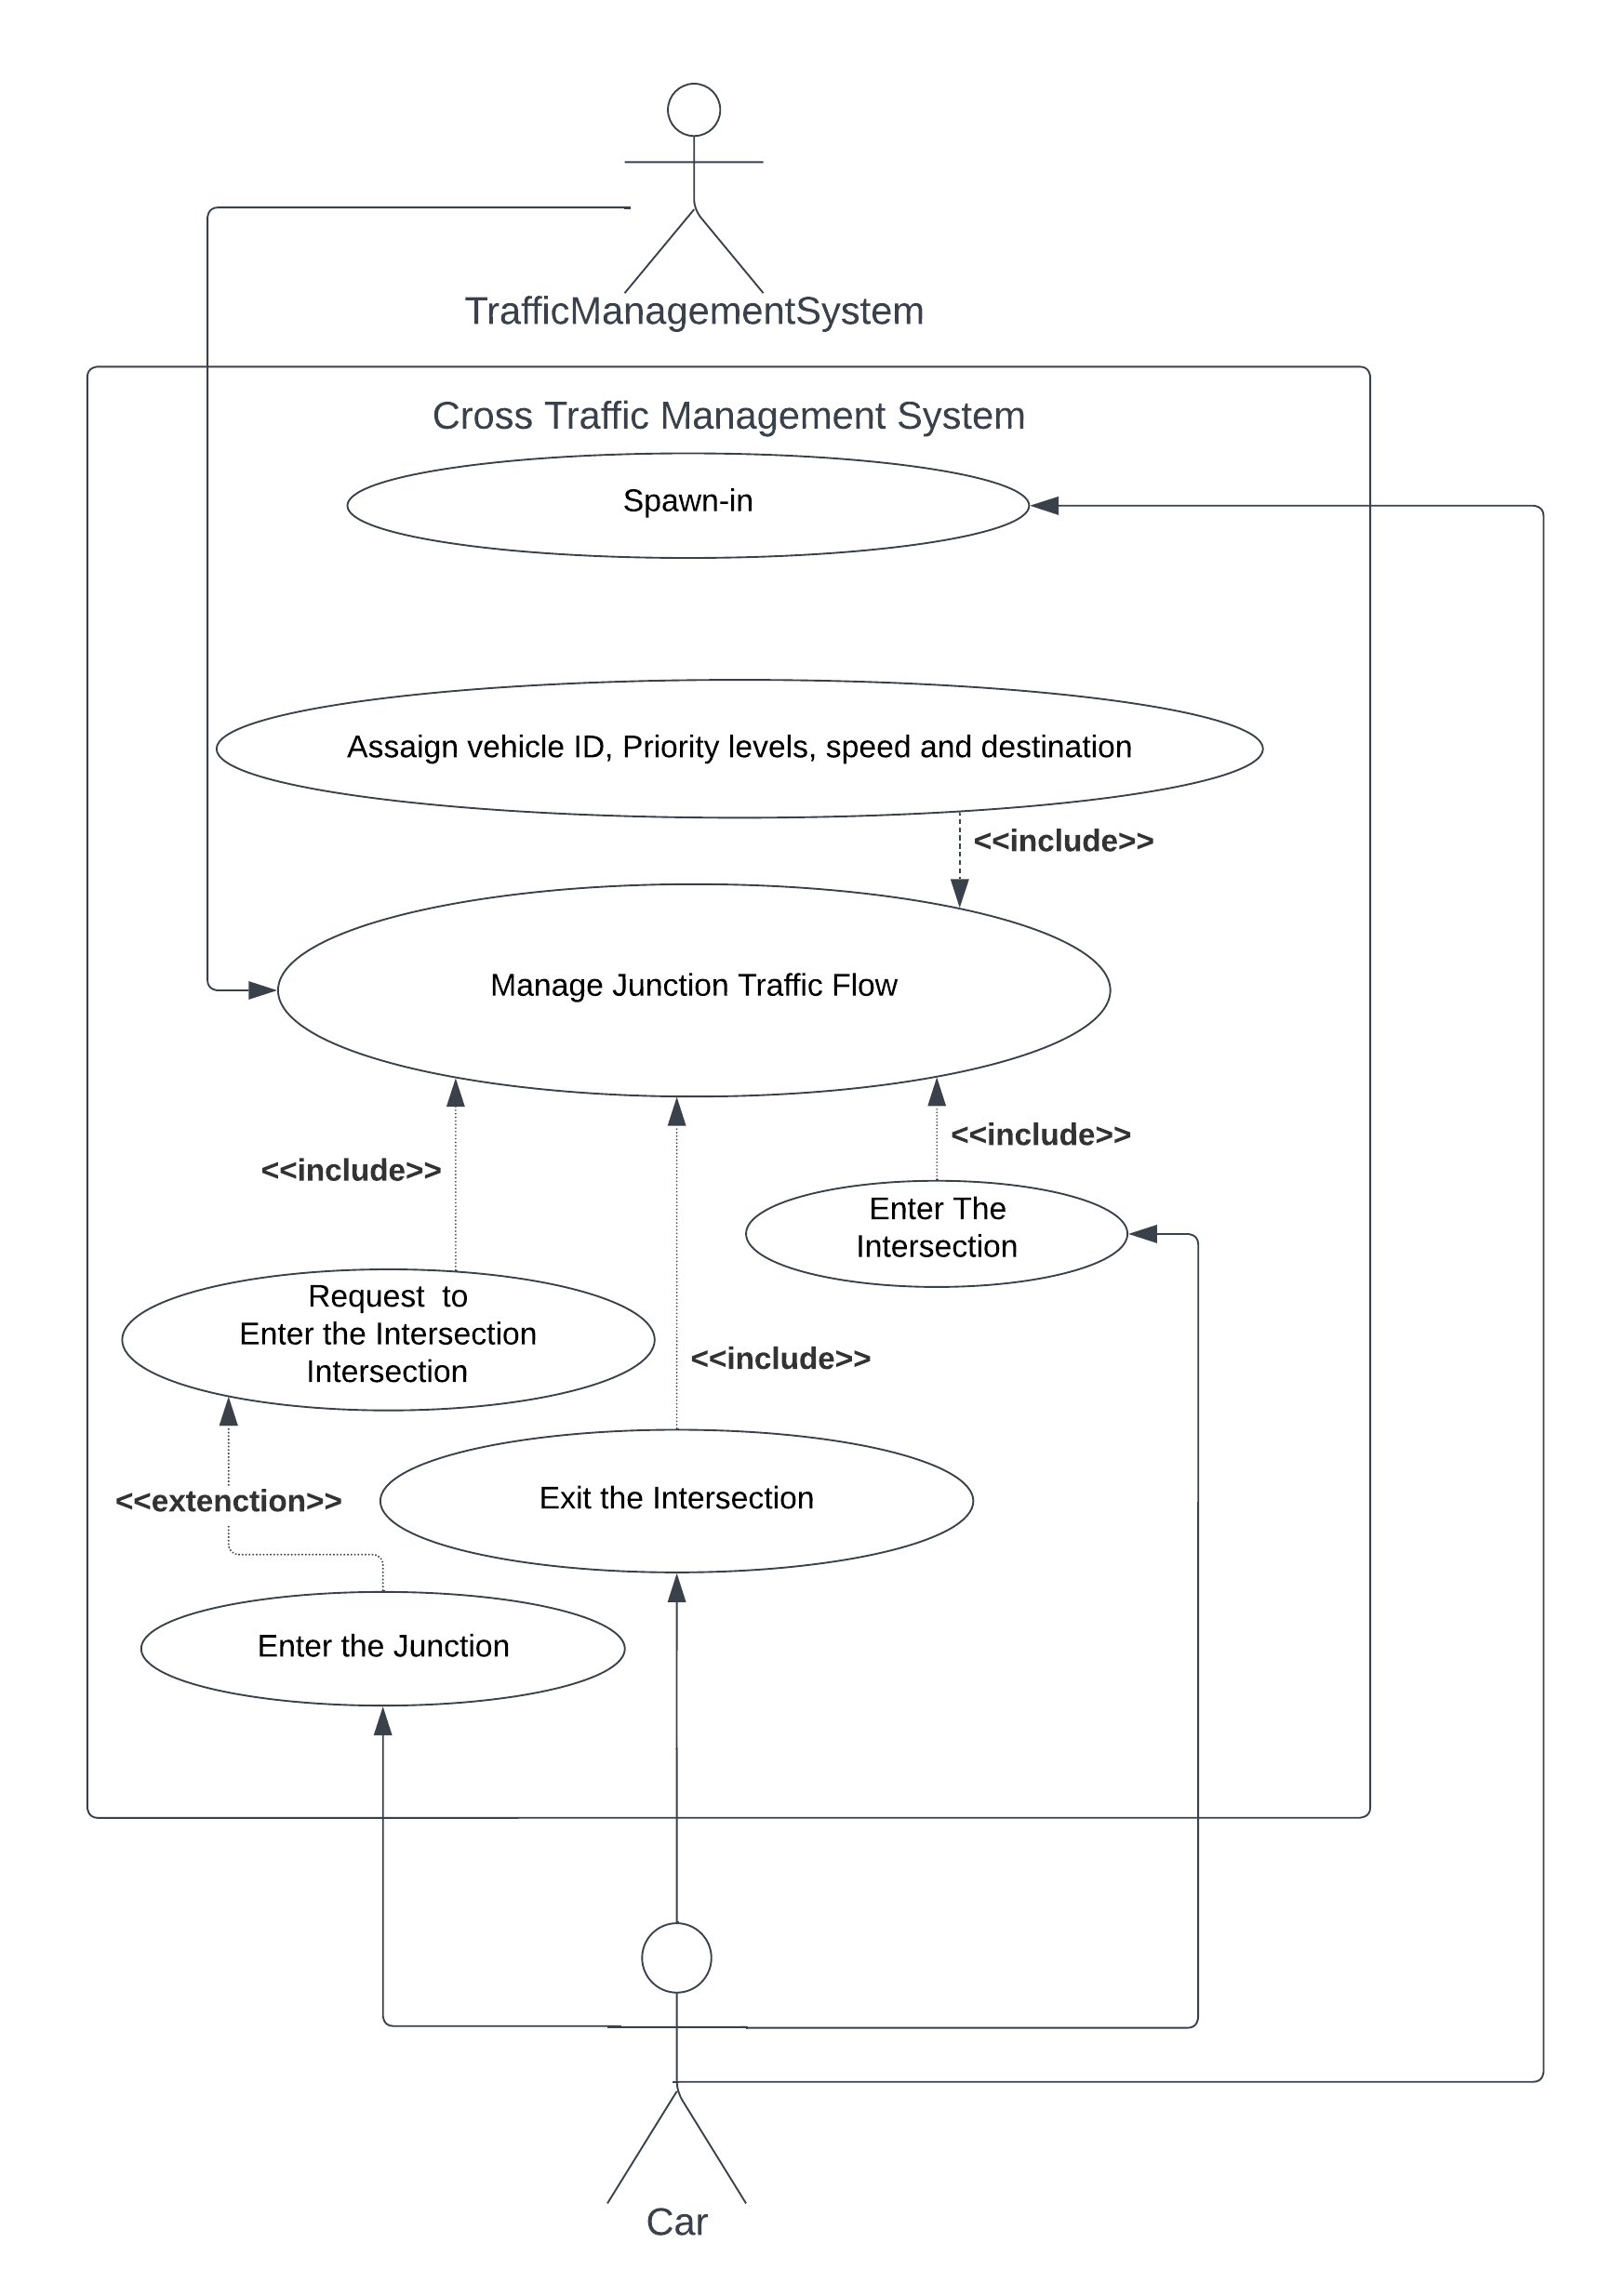 TrafficManagementSystem
Cross Traffic Management System
Spawn-in
Assaign vehicle ID, Priority levels, speed and destination
<<include>>
Manage Junction Traffic Flow
<<include>>
<<include>>
Enter The
Intersection
Request  to
Enter the Intersection
Intersection
<<include>>
<<extenction>>
Exit the Intersection
Enter the Junction
Car